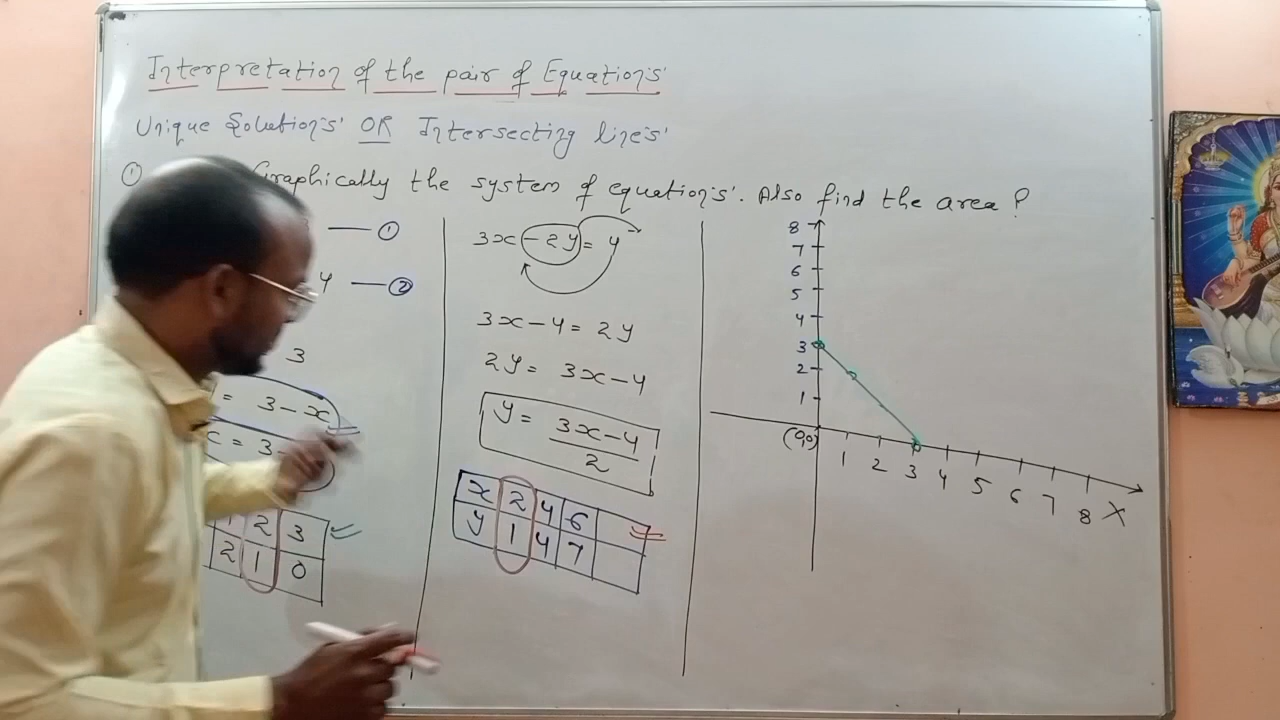 Interpretation of the pair of Equations'
Unique Solutions' OR Intersecting lines'
① Graphically the system of equations'. Also find the area?
— ①
4 — ②
3
= 3-x
x = 3-
1 2 3
2 1 0
3x - 2y = 4
3x - 4 = 2y
2y = 3x - 4
y = 3x-4
2
x 2 4 6
y 1 4 7
8
7
6
5
4
3
2
1
(0,0)
1 2 3 4 5 6 7 8 X